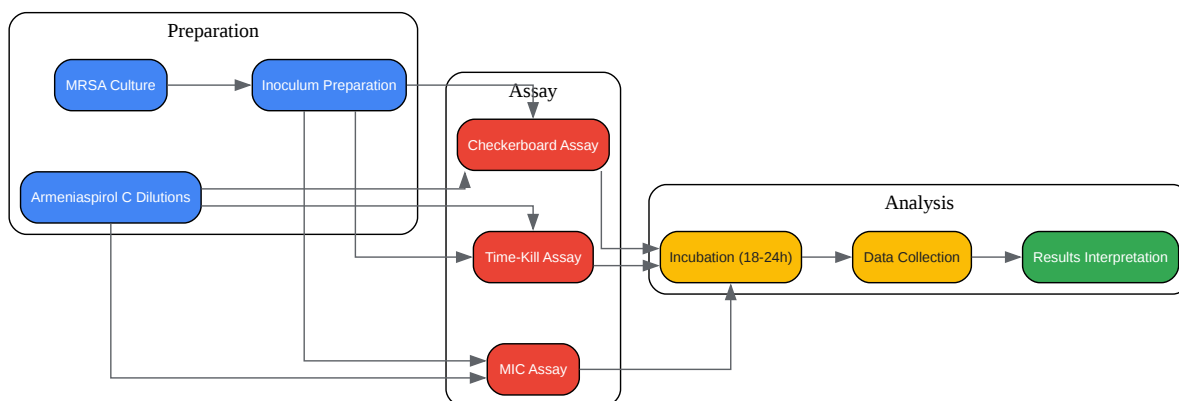 Preparation
MRSA Culture
Inoculum Preparation
Armeniaspirol C Dilutions
Assay
Checkerboard Assay
Time-Kill Assay
MIC Assay
Analysis
Incubation (18-24h)
Data Collection
Results Interpretation